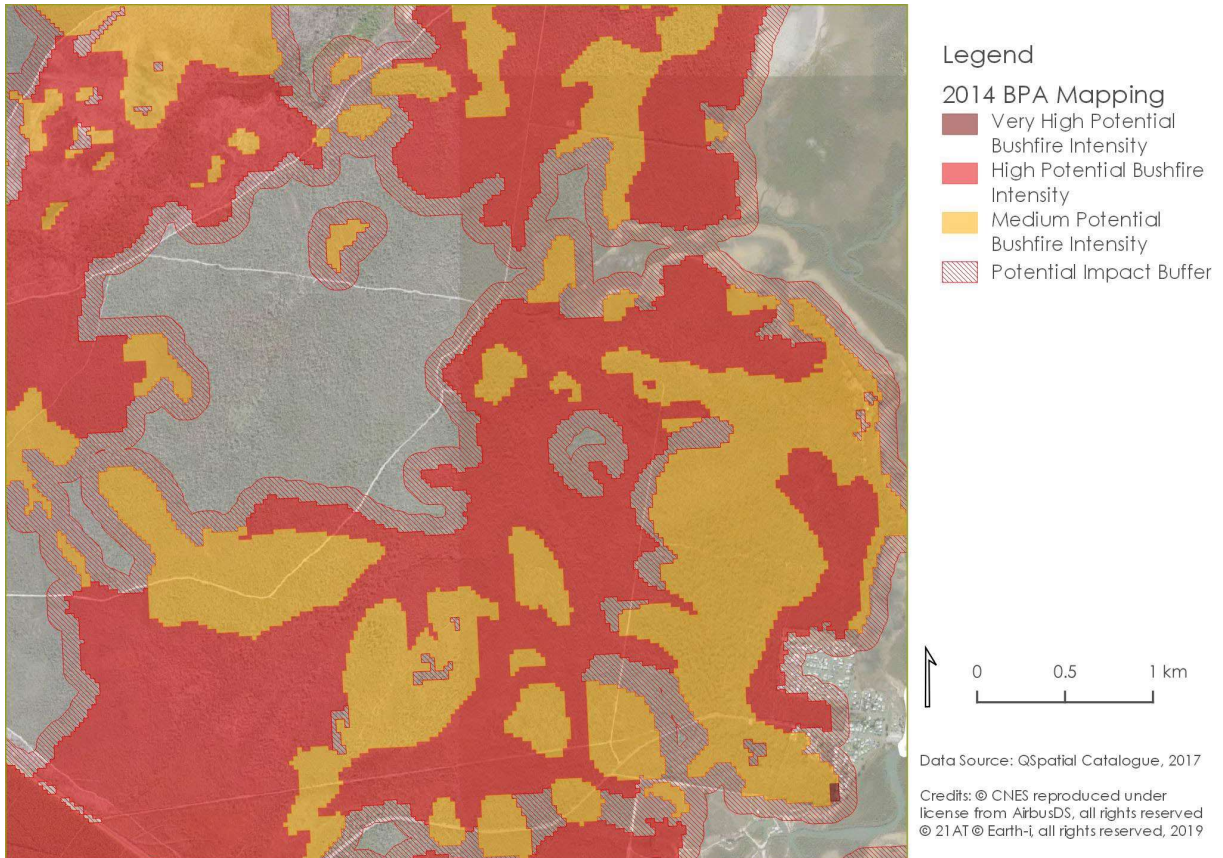 Legend
2014 BPA Mapping
Very High Potential
Bushfire Intensity
High Potential Bushfire
Intensity
Medium Potential
Bushfire Intensity
Potential Impact Buffer
0 0.5 1 km
Data Source: QSpatial Catalogue, 2017
Credits: © CNES reproduced under
license from AirbusDS, all rights reserved
© 21AT © Earth-i, all rights reserved, 2019